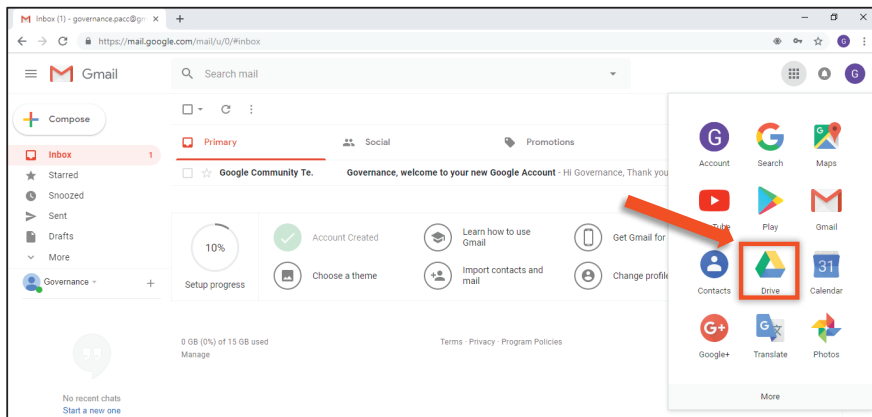 Inbox (1) - governance.pacc@gm
https://mail.google.com/mail/u/0/#inbox
G
Gmail
Search mail
G
Compose
Primary
Social
Promotions
Inbox
1
Google Community Te.
Governance, welcome to your new Google Account - Hi Governance, Thank you
Starred
Snoozed
Sent
Drafts
More
Governance
10%
Setup progress
Account Created
Learn how to use
Gmail
Get Gmail for
Choose a theme
Import contacts and
mail
Change profile
0 GB (0%) of 15 GB used
Manage
Terms · Privacy · Program Policies
No recent chats
Start a new one
G
Account
Search
Maps
Play
Gmail
31
Contacts
Drive
Calendar
G+
G
Google+
Translate
Photos
More